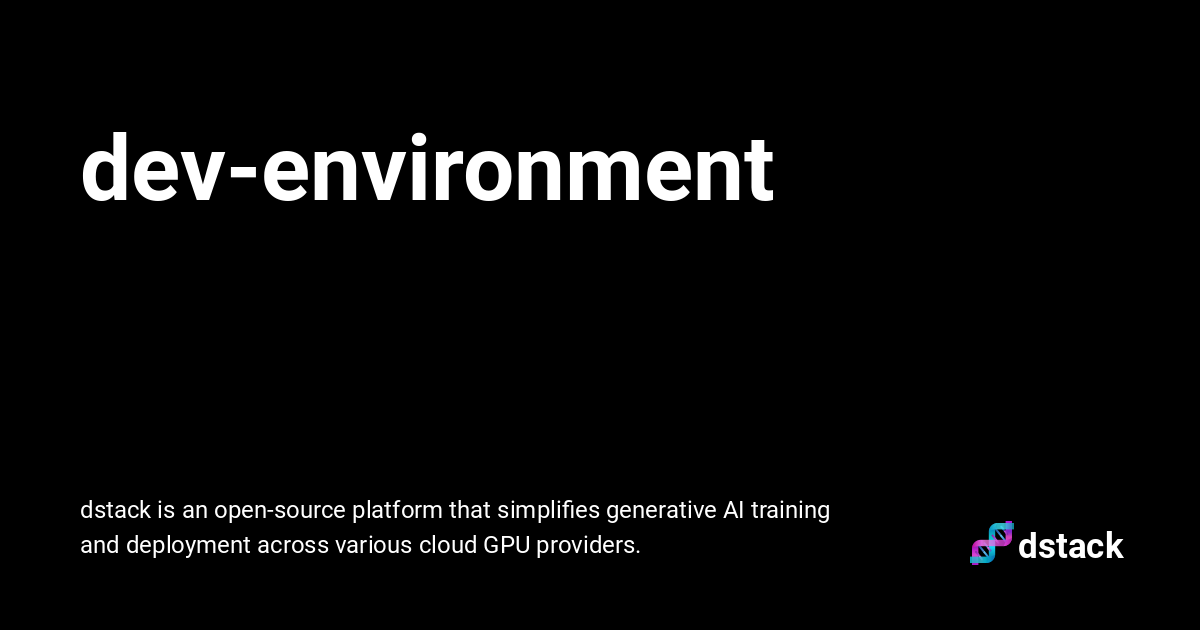 dev-environment
dstack is an open-source platform that simplifies generative AI training
and deployment across various cloud GPU providers.
dstack